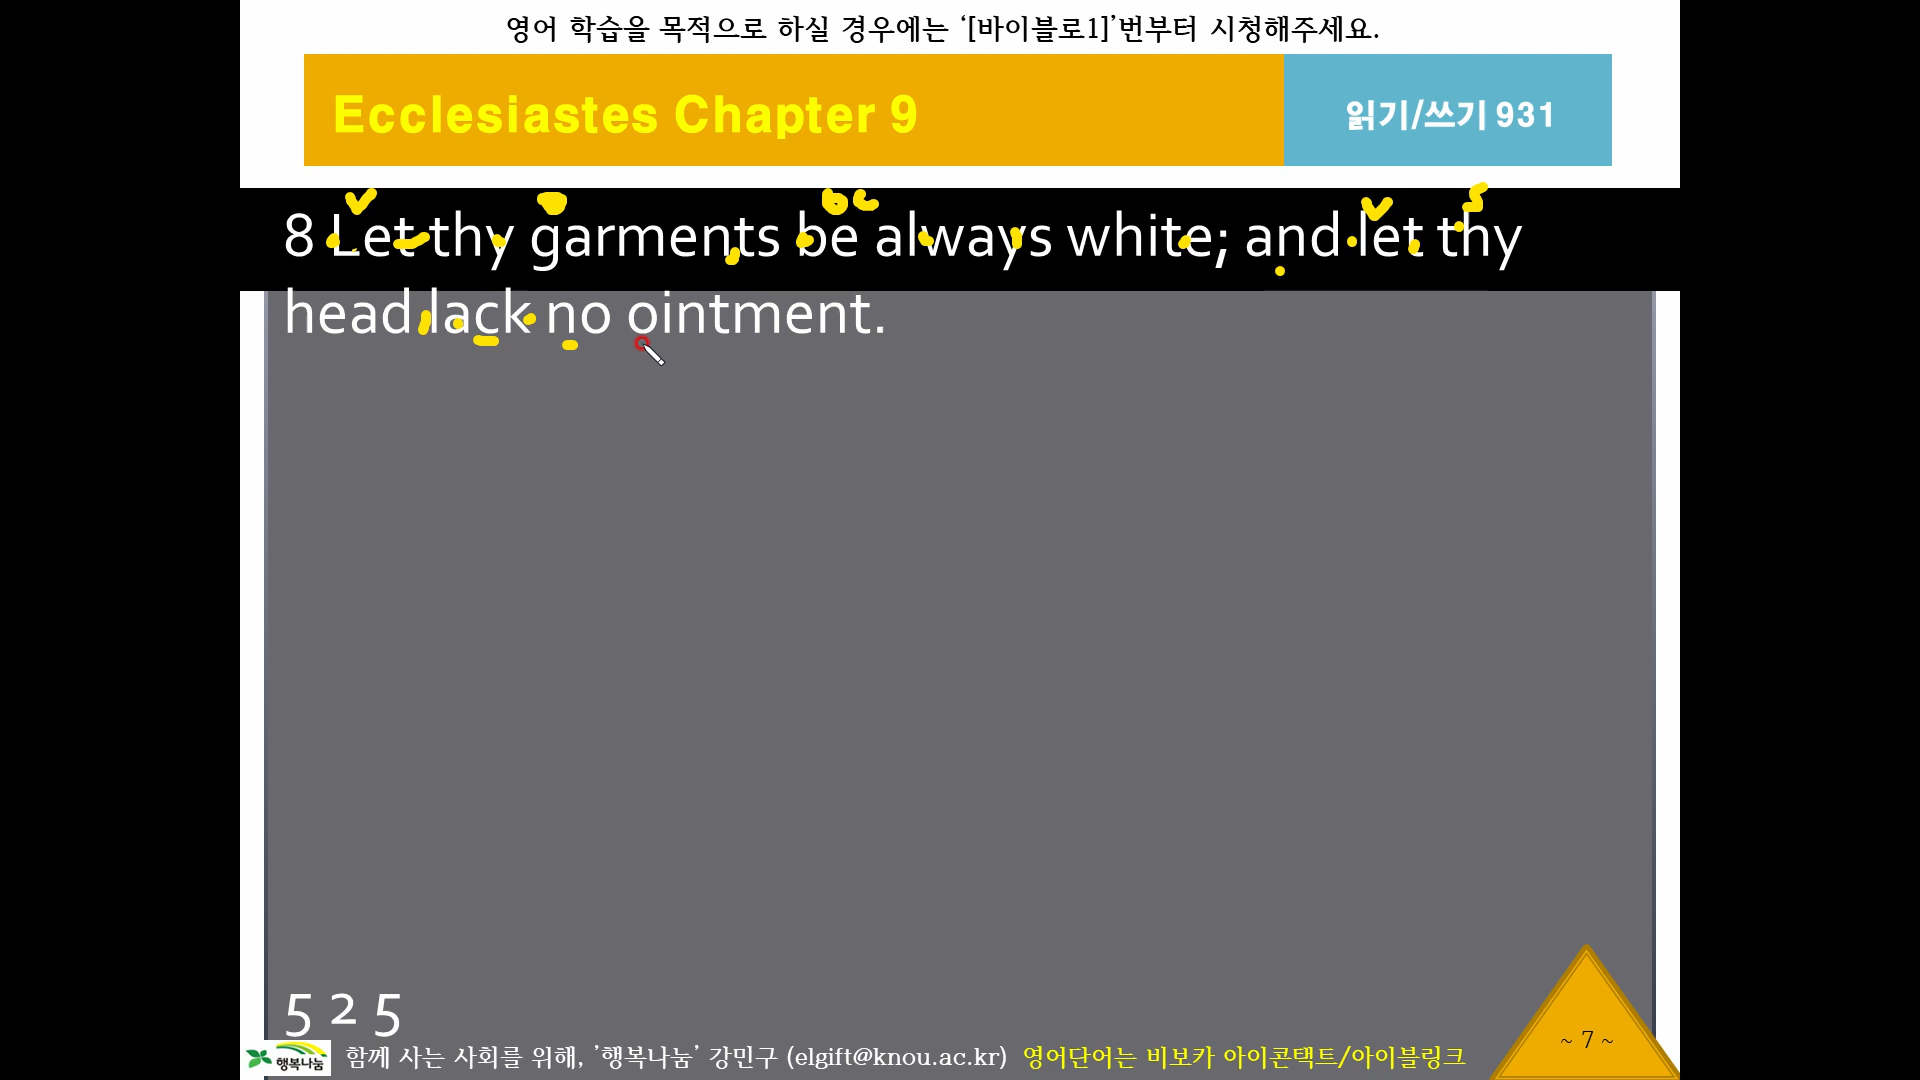 영어 학습을 목적으로 하실 경우에는 ‘[바이블로1]’번부터 시청해주세요.
Ecclesiastes Chapter 9
읽기/쓰기 931
8 Let thy garments be always white; and let thy
head lack no ointment.
5 2 5
~ 7 ~
행복나눔
함께 사는 사회를 위해, ’행복나눔’ 강민구 (elgift@knou.ac.kr) 영어단어는 비보카 아이콘택트/아이블링크